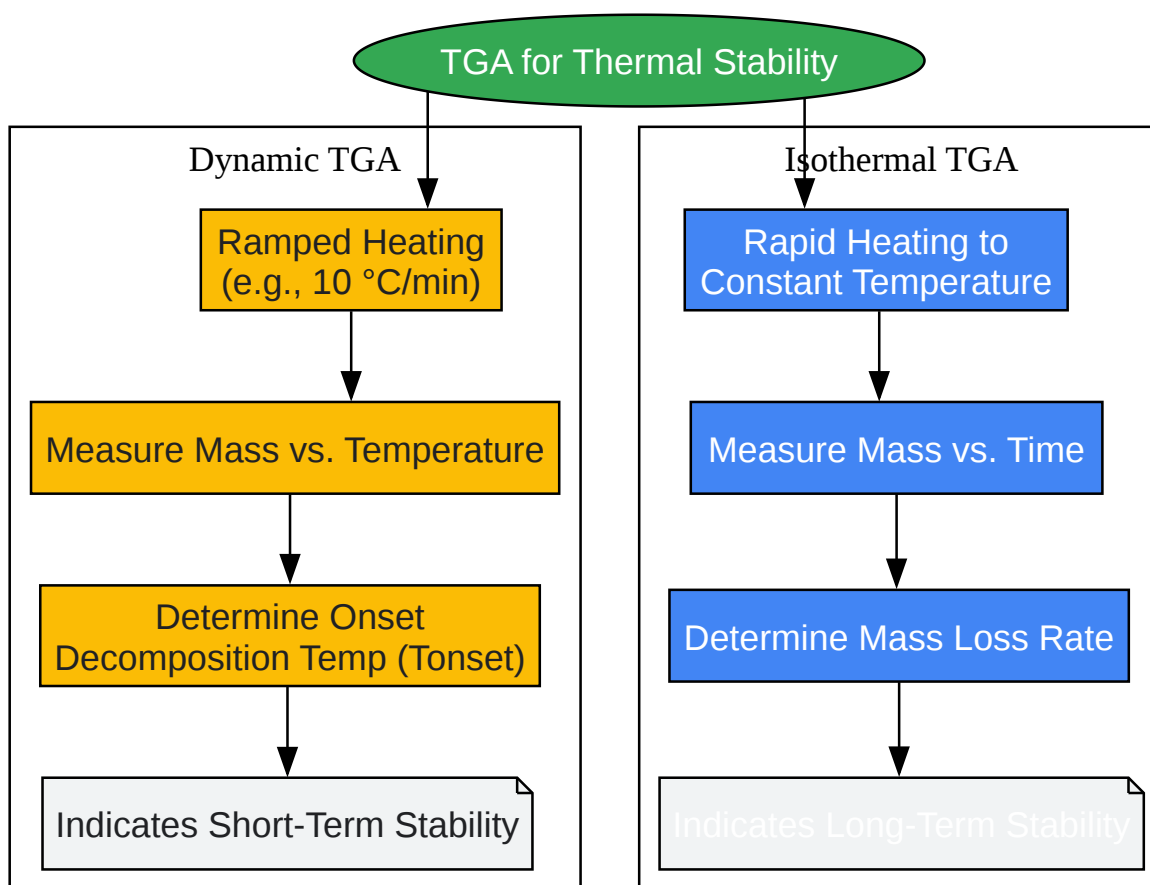 TGA for Thermal Stability
Dynamic TGA
Ramped Heating
(e.g., 10 °C/min)
Measure Mass vs. Temperature
Determine Onset
Decomposition Temp (Tonset)
Indicates Short-Term Stability
Isothermal TGA
Rapid Heating to
Constant Temperature
Measure Mass vs. Time
Determine Mass Loss Rate
Indicates Long-Term Stability